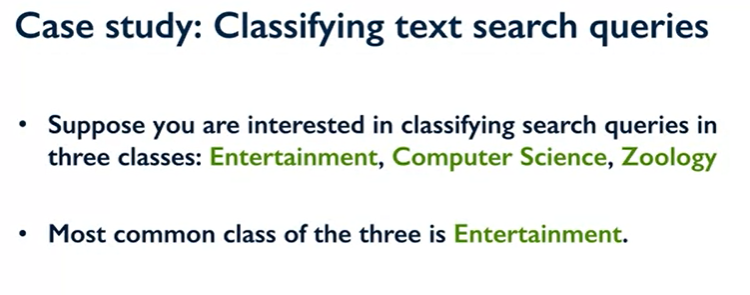 Case study: Classifying text search queries
• Suppose you are interested in classifying search queries in
three classes: Entertainment, Computer Science, Zoology
• Most common class of the three is Entertainment.